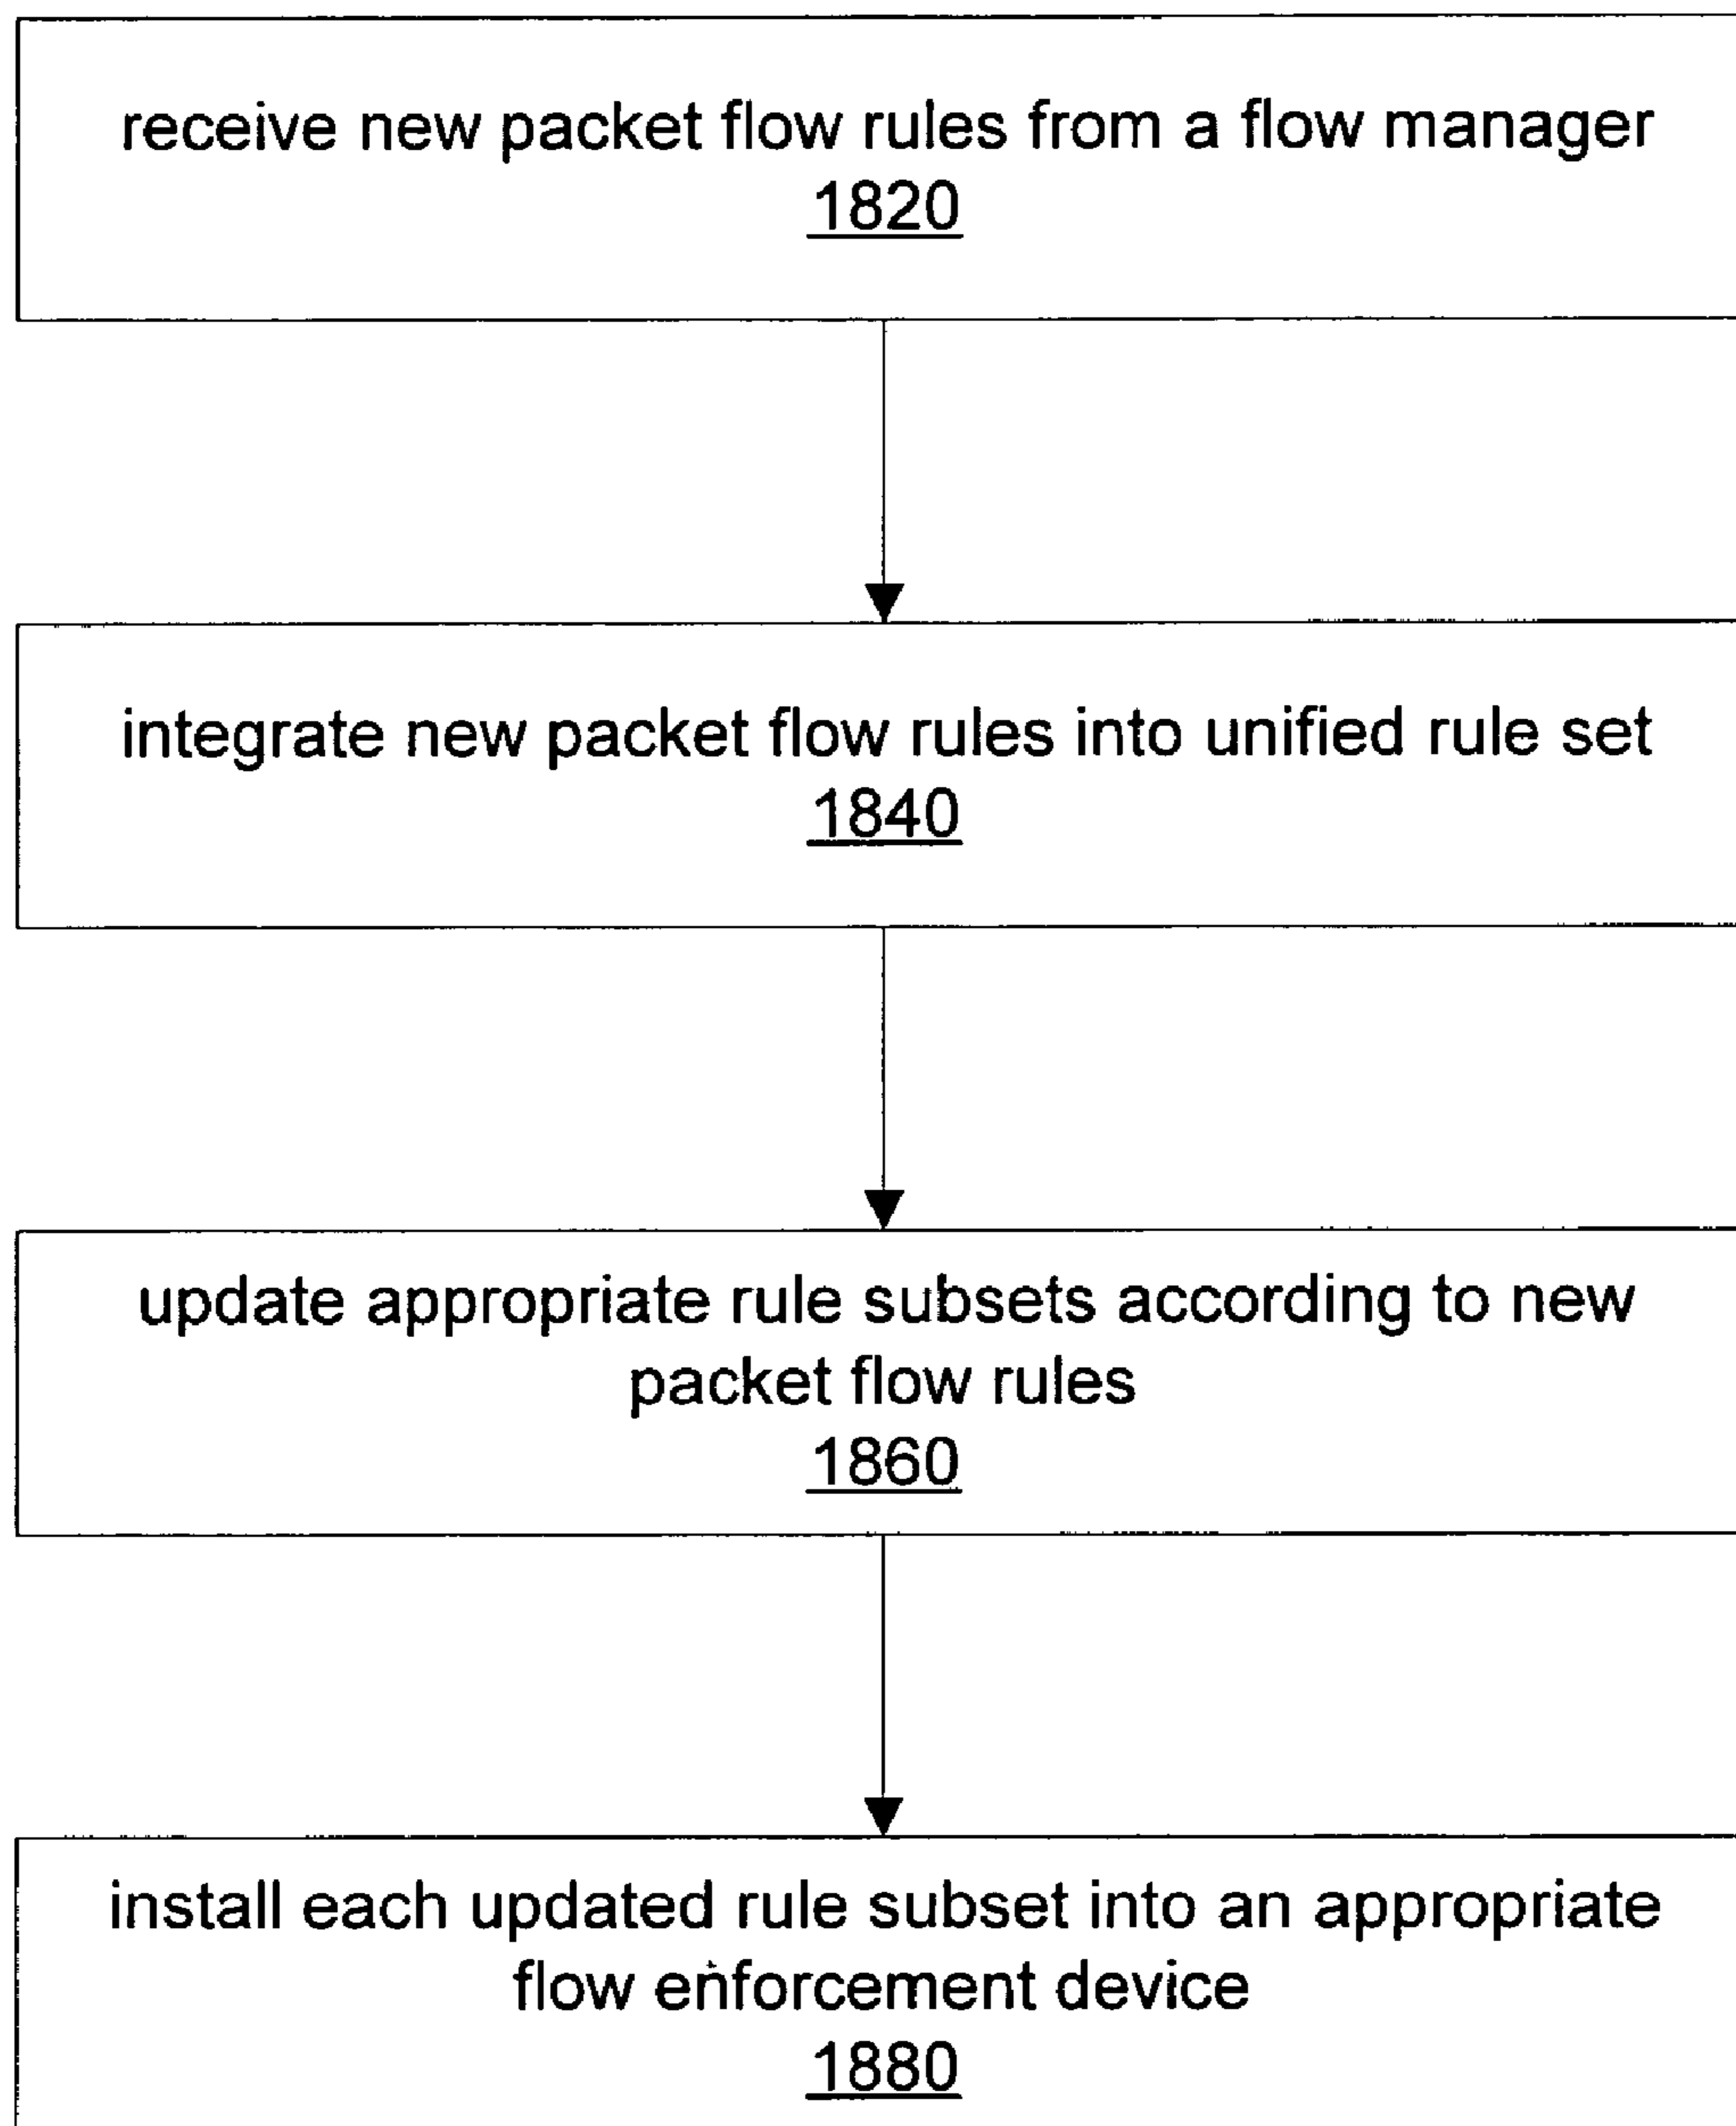 receive new packet flow rules from a flow manager
1820
integrate new packet flow rules into unified rule set
1840
update appropriate rule subsets according to new
packet flow rules
1860
install each updated rule subset into an appropriate
flow enforcement device
1880